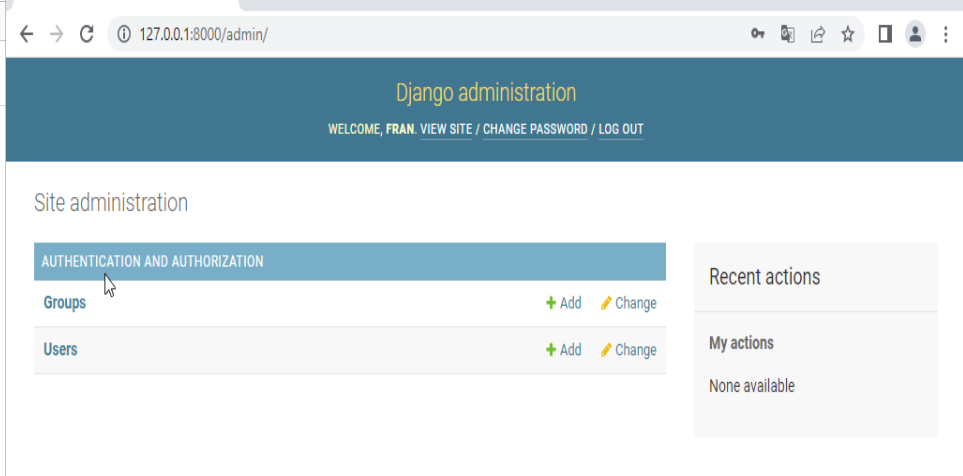 127.0.0.1:8000/admin/
Django administration
WELCOME, FRAN. VIEW SITE / CHANGE PASSWORD / LOG OUT
Site administration
AUTHENTICATION AND AUTHORIZATION
Groups Add Change
Users Add Change
Recent actions
My actions
None available